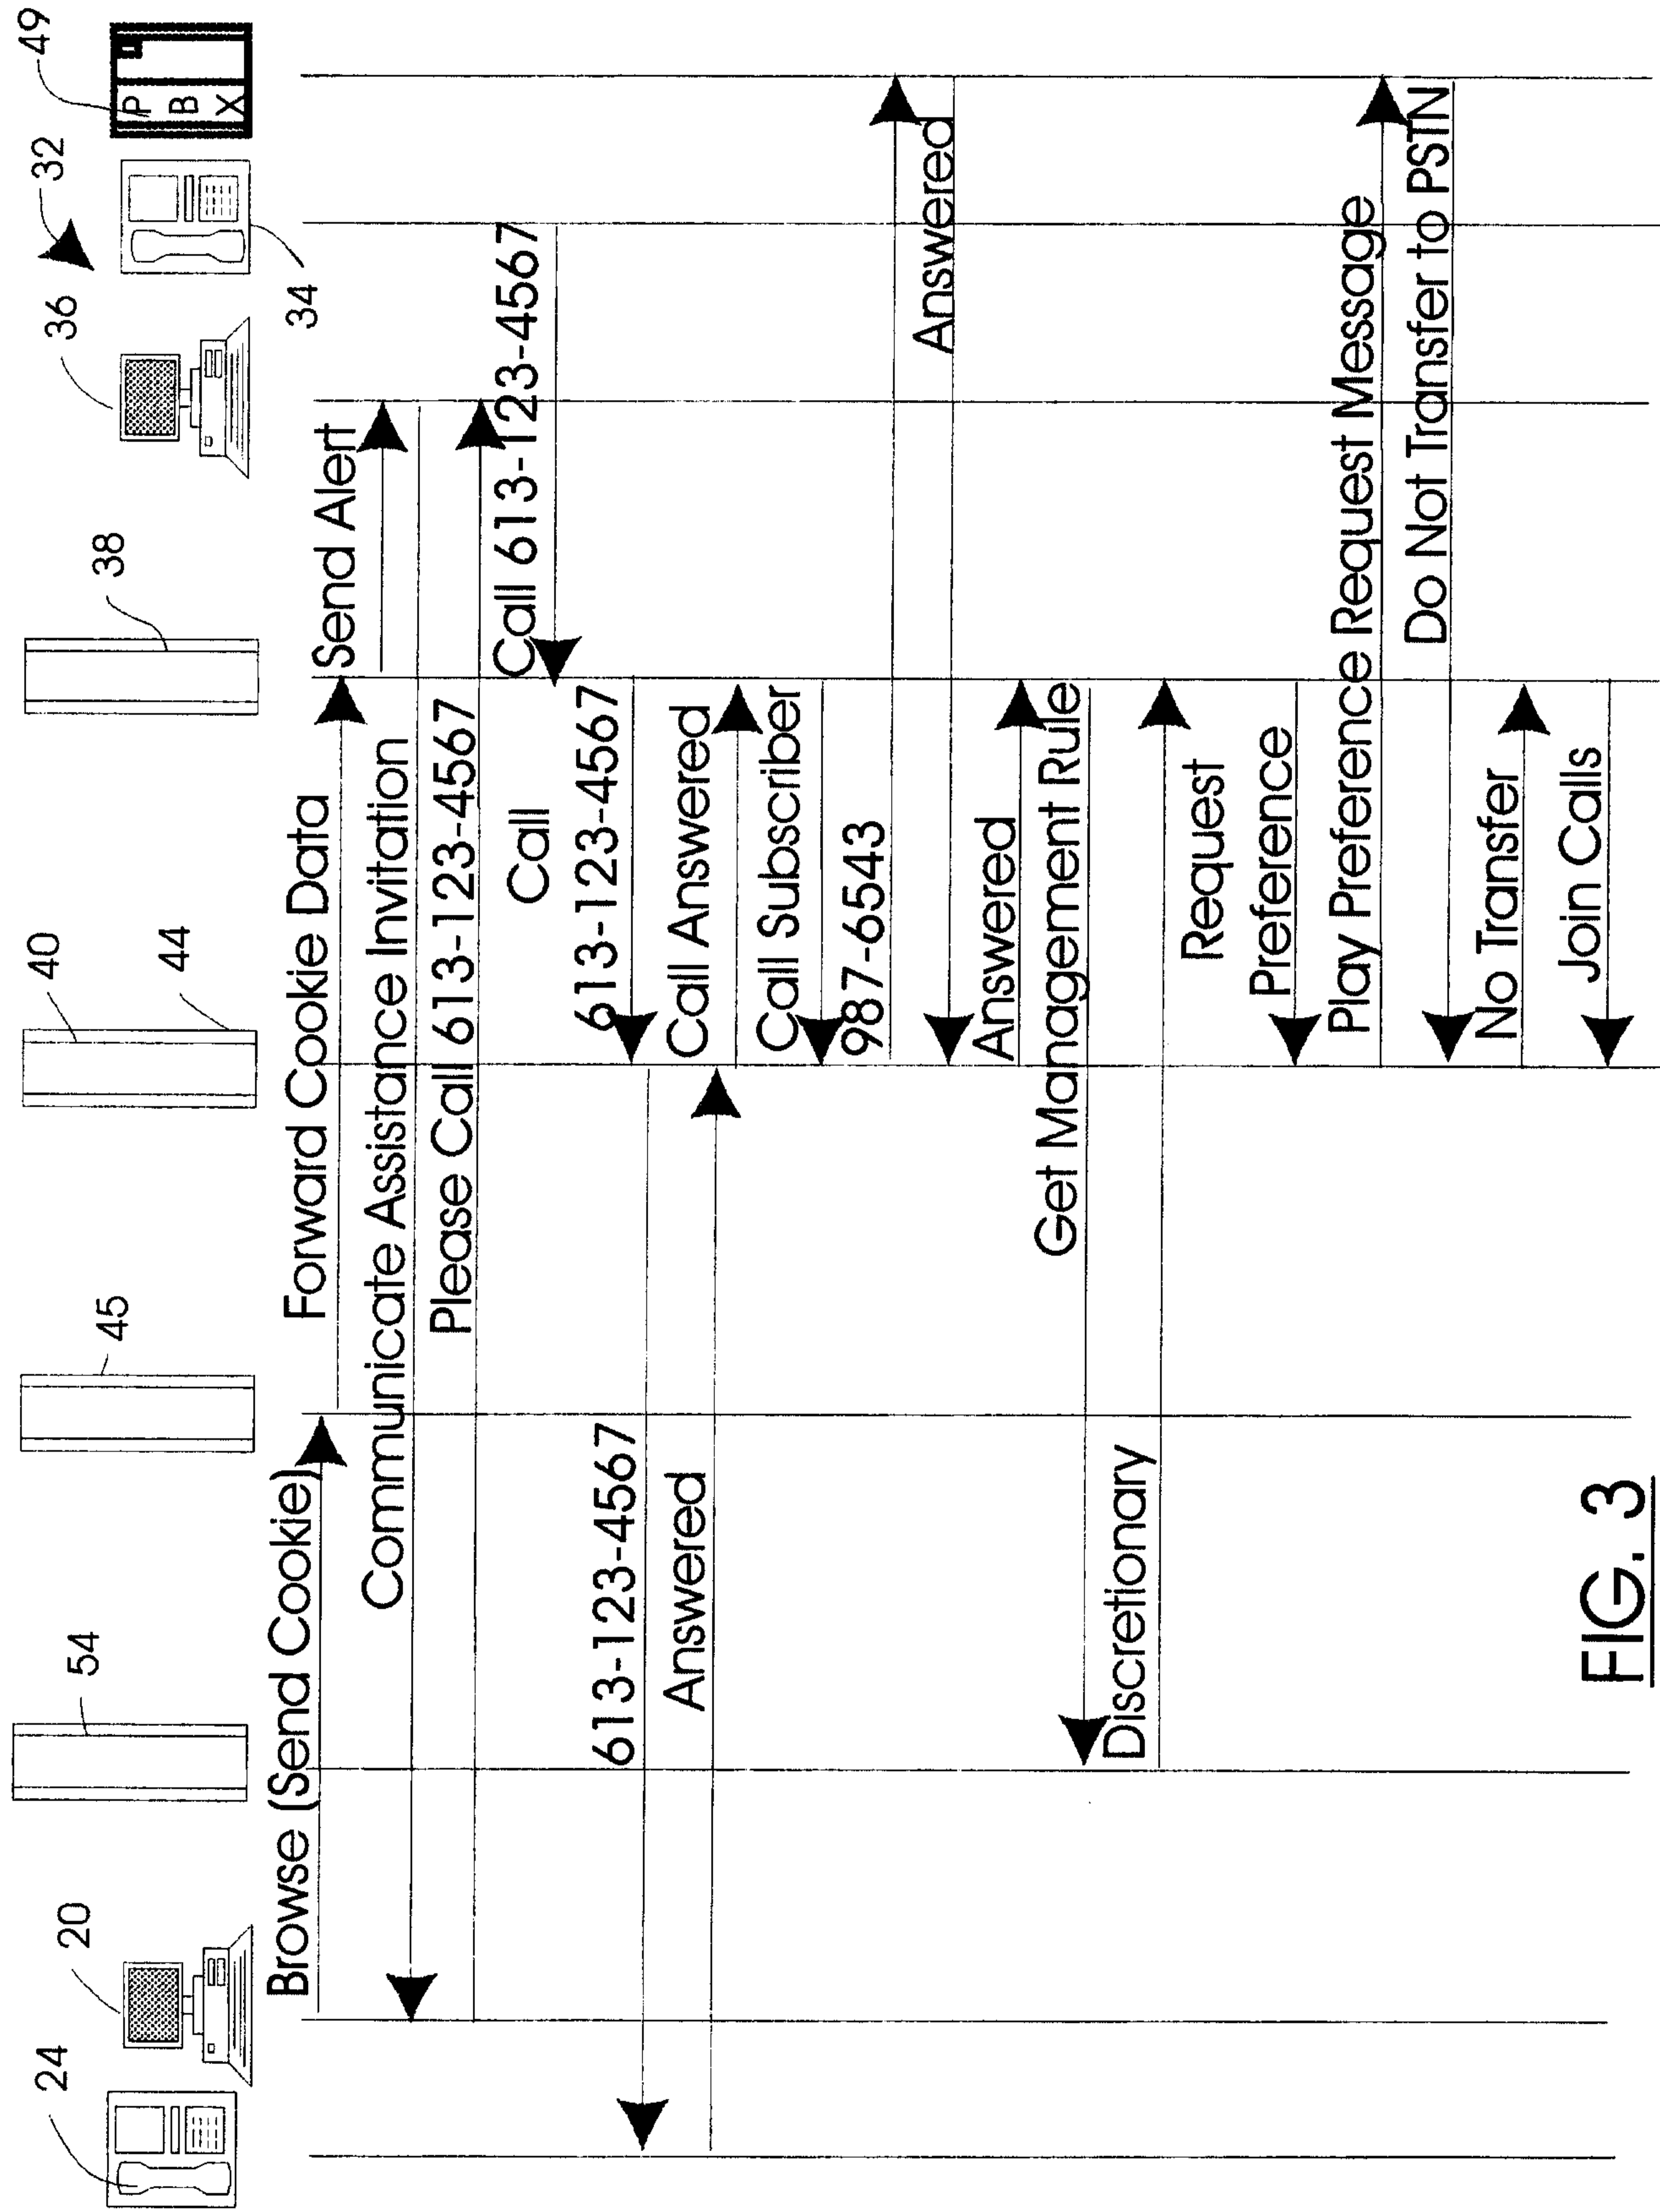 24
20
54
45
40
44
38
36
32
34
49
P
B
X
Browse (Send Cookie)
Forward Cookie Data
Send Alert
Communicate Assistance Invitation
Please Call 613-123-4567
Call 613-123-4567
Call
613-123-4567
613-123-4567
Answered
Call Answered
Call Subscriber
987-6543
Answered
Answered
Get Management Rule
Discretionary
Request
Preference
Play Preference Request Message
Do Not Transfer to PSTN
No Transfer
Join Calls
FIG. 3